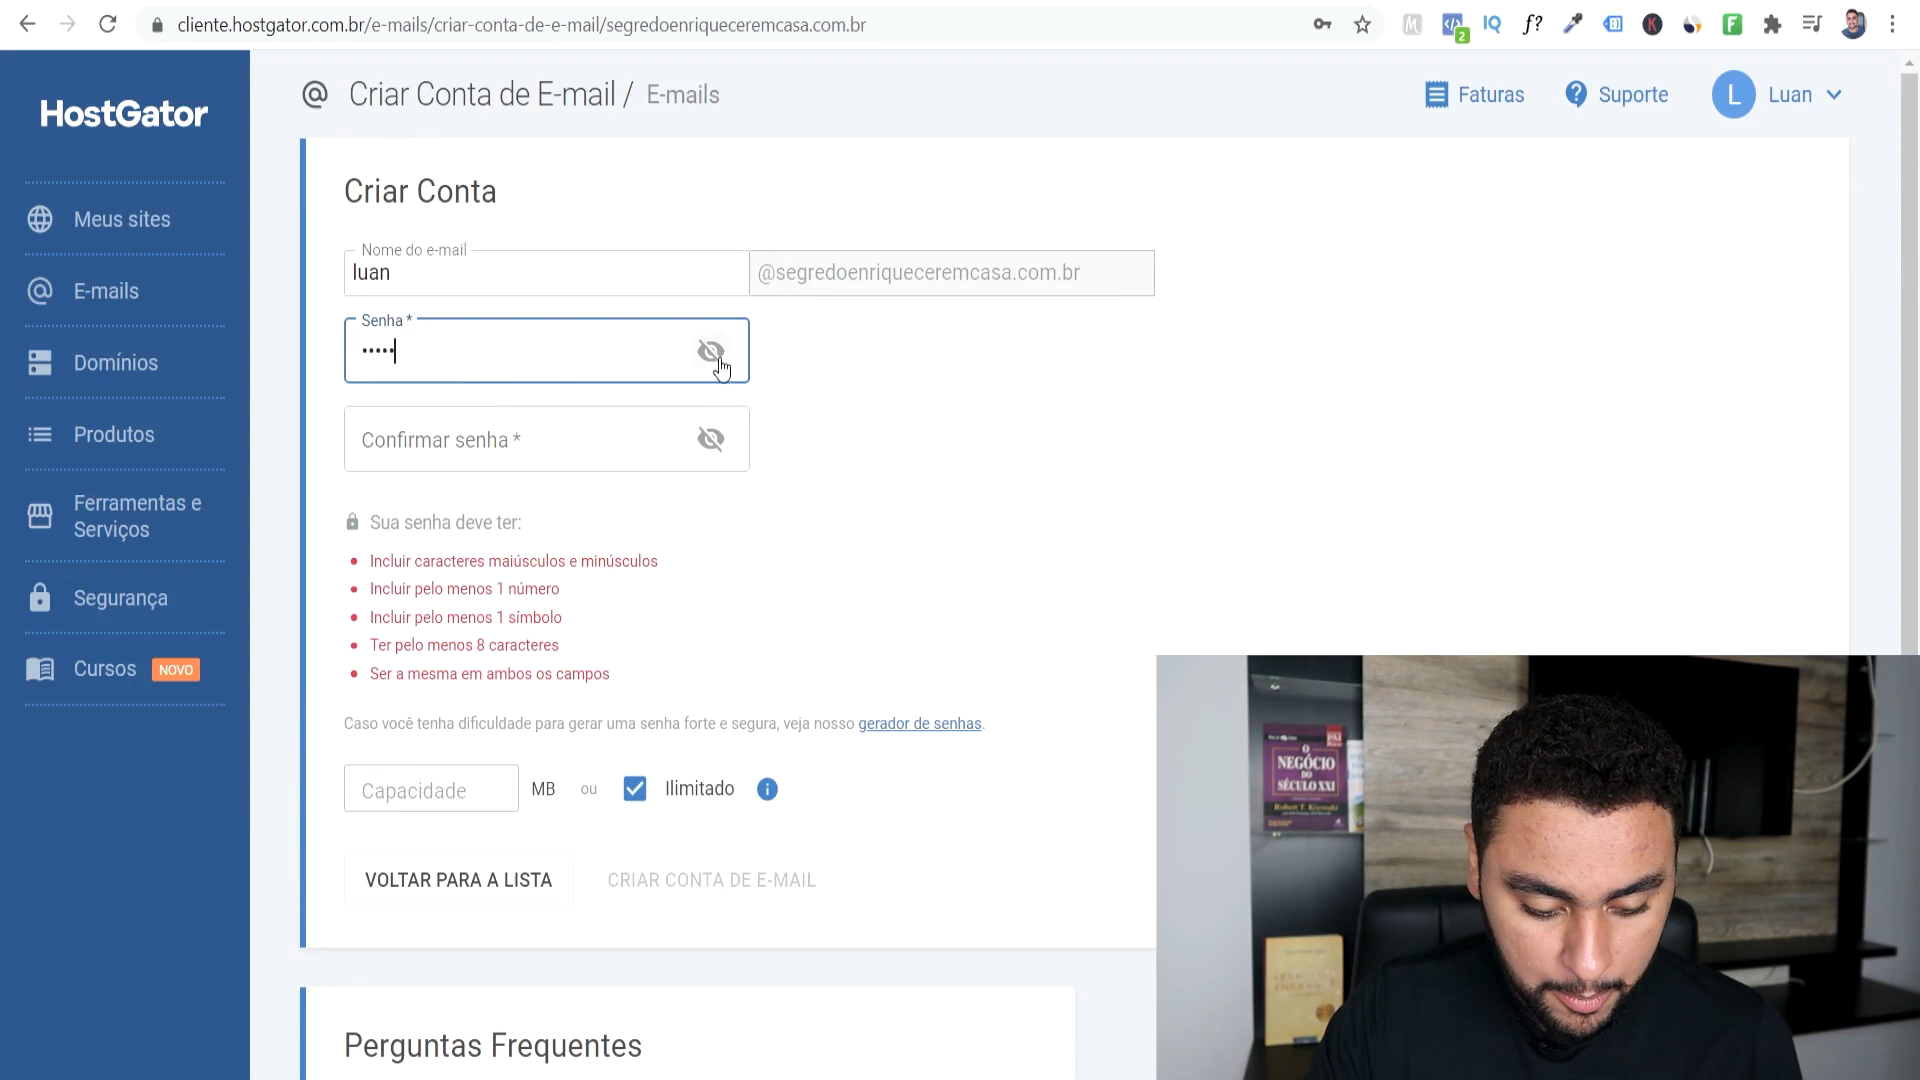 cliente.hostgator.com.br/e-mails/criar-conta-de-e-mail/segredoenriqueceremcasa.com.br
2
HostGator
Criar Conta de E-mail / E-mails
Faturas
Suporte
L
Luan
Meus sites
E-mails
Domínios
Produtos
Ferramentas e
Serviços
Segurança
Cursos NOVO
Criar Conta
Nome do e-mail
luan @segredoenriqueceremcasa.com.br
Senha *
•••••
Confirmar senha *
Sua senha deve ter:
Incluir caracteres maiúsculos e minúsculos
Incluir pelo menos 1 número
Incluir pelo menos 1 símbolo
Ter pelo menos 8 caracteres
Ser a mesma em ambos os campos
Caso você tenha dificuldade para gerar uma senha forte e segura, veja nosso gerador de senhas.
Capacidade MB ou Ilimitado
VOLTAR PARA A LISTA CRIAR CONTA DE E-MAIL
Perguntas Frequentes
O
NEGÓCIO
DO
SÉCULO XXI
Robert T. Kiyosaki